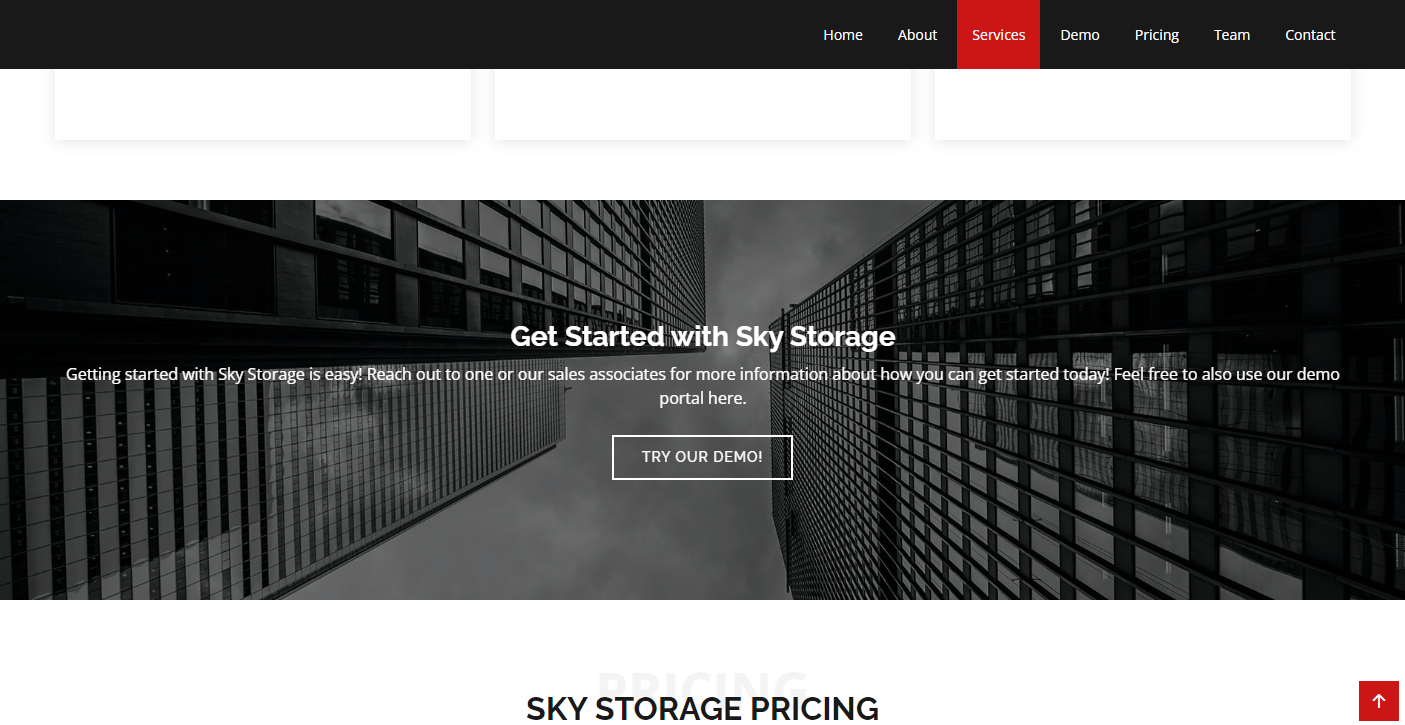 Home About Services Demo Pricing Team Contact
Get Started with Sky Storage
Getting started with Sky Storage is easy! Reach out to one or our sales associates for more information about how you can get started today! Feel free to also use our demo
portal here.
TRY OUR DEMO!
PRICING
SKY STORAGE PRICING